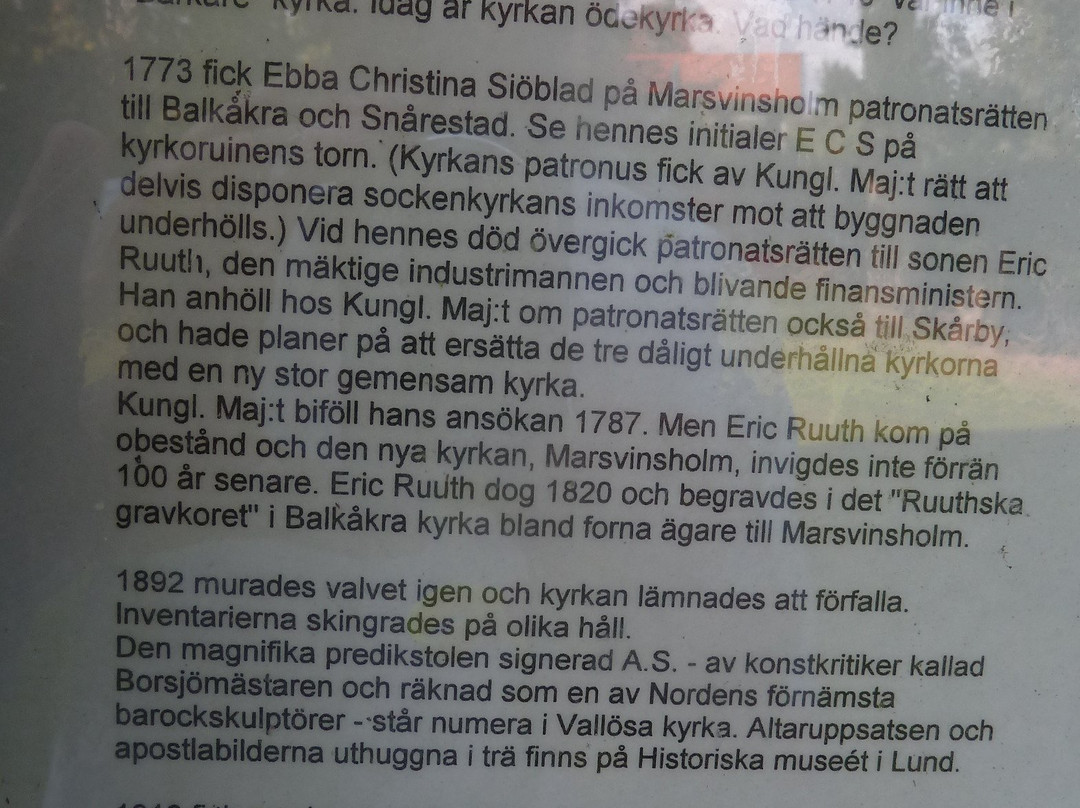 kyrka. Idag är kyrkan ödekyrka. Vad hände?
1773 fick Ebba Christina Siöblad på Marsvinsholm patronatsrätten
till Balkåkra och Snårestad. Se hennes initialer E C S på
kyrkoruinens torn. (Kyrkans patronus fick av Kungl. Maj:t rätt att
delvis disponera sockenkyrkans inkomster mot att byggnaden
underhölls.) Vid hennes död övergick patronatsrätten till sonen Eric
Ruuth, den mäktige industrimannen och blivande finansministern.
Han anhöll hos Kungl. Maj:t om patronatsrätten också till Skårby,
och hade planer på att ersätta de tre dåligt underhållna kyrkorna
med en ny stor gemensam kyrka.
Kungl. Maj:t biföll hans ansökan 1787. Men Eric Ruuth kom på
obestånd och den nya kyrkan, Marsvinsholm, invigdes inte förrän
100 år senare. Eric Ruuth dog 1820 och begravdes i det "Ruuthska
gravkoret" i Balkåkra kyrka bland forna ägare till Marsvinsholm.
1892 murades valvet igen och kyrkan lämnades att förfalla.
Inventarierna skingrades på olika håll.
Den magnifika predikstolen signerad A.S. - av konstkritiker kallad
Borsjömästaren och räknad som en av Nordens förnämsta
barockskulptörer - står numera i Vallösa kyrka. Altaruppsatsen och
apostlabilderna uthuggna i trä finns på Historiska museét i Lund.